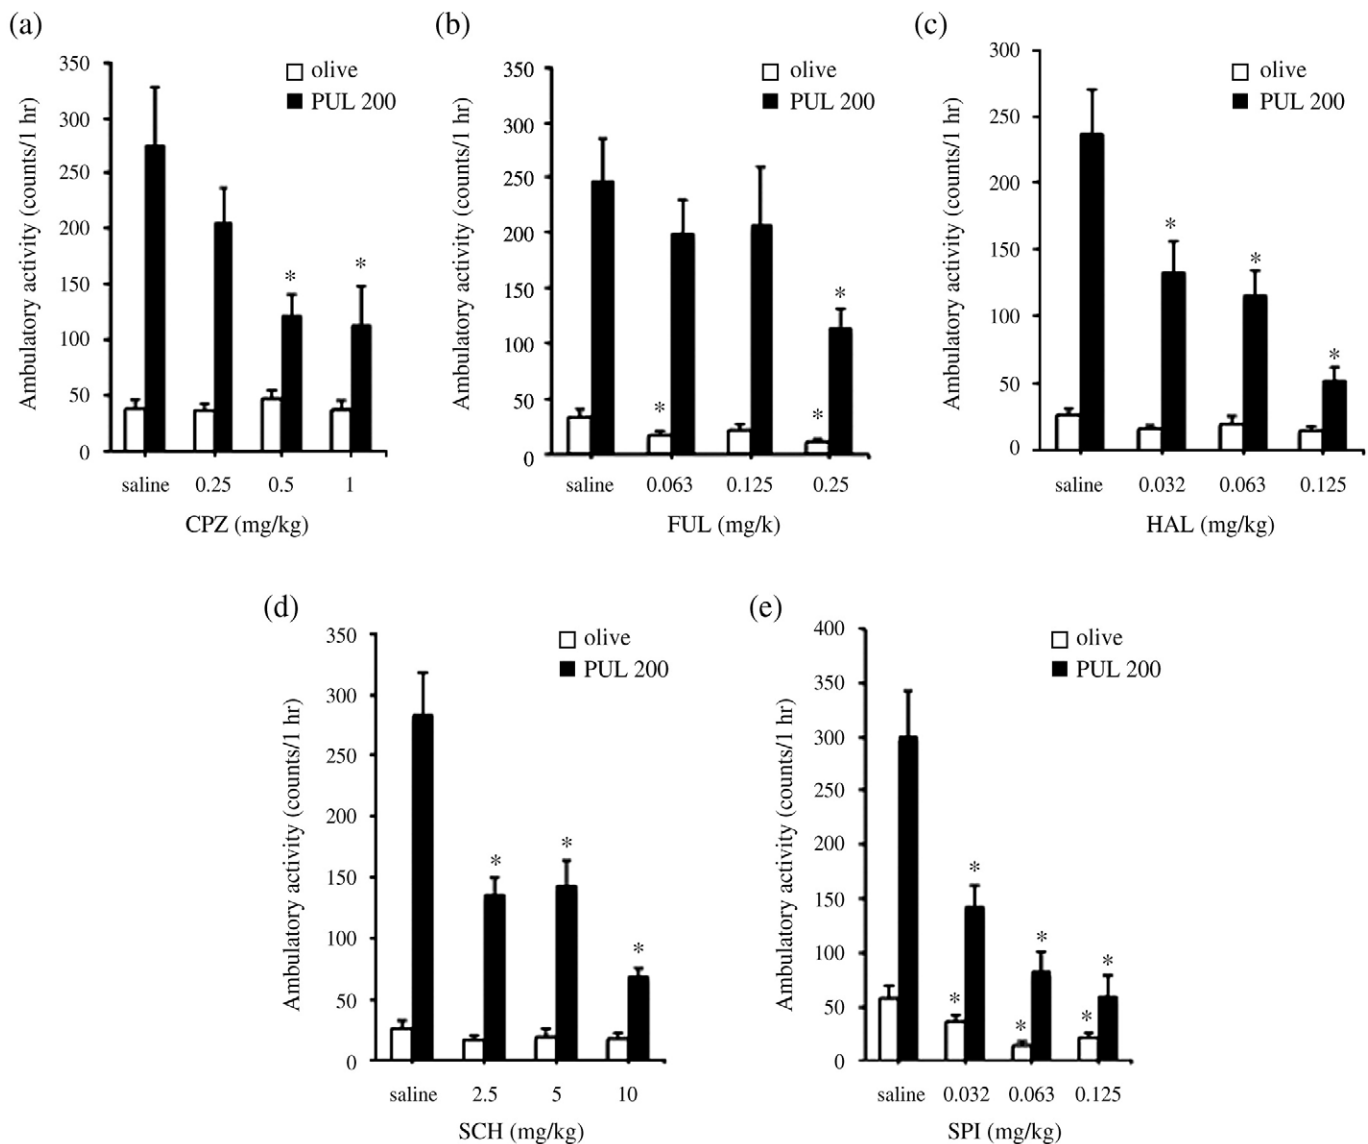 (a)
350
300
250
200
150
100
50
0
Ambulatory activity (counts/1 hr)
olive
PUL 200
*
*
saline 0.25 0.5 1
CPZ (mg/kg)
(b)
350
300
250
200
150
100
50
0
Ambulatory activity (counts/1 hr)
olive
PUL 200
*
*
*
saline 0.063 0.125 0.25
FUL (mg/k)
(c)
300
250
200
150
100
50
0
Ambulatory activity (counts/1 hr)
olive
PUL 200
*
*
*
saline 0.032 0.063 0.125
HAL (mg/kg)
(d)
350
300
250
200
150
100
50
0
Ambulatory activity (counts/1 hr)
olive
PUL 200
*
*
*
saline 2.5 5 10
SCH (mg/kg)
(e)
400
350
300
250
200
150
100
50
0
Ambulatory activity (counts/1 hr)
olive
PUL 200
*
*
*
*
*
*
saline 0.032 0.063 0.125
SPI (mg/kg)